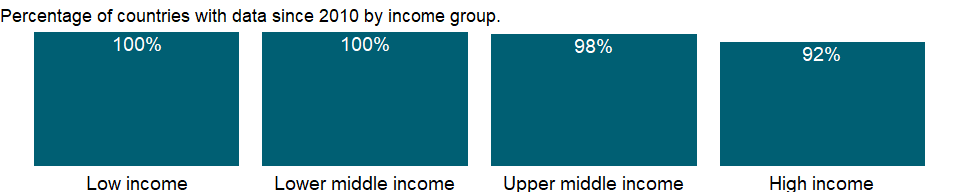 Percentage of countries with data since 2010 by income group.
100% 100% 98% 92%
Low income Lower middle income Upper middle income High income